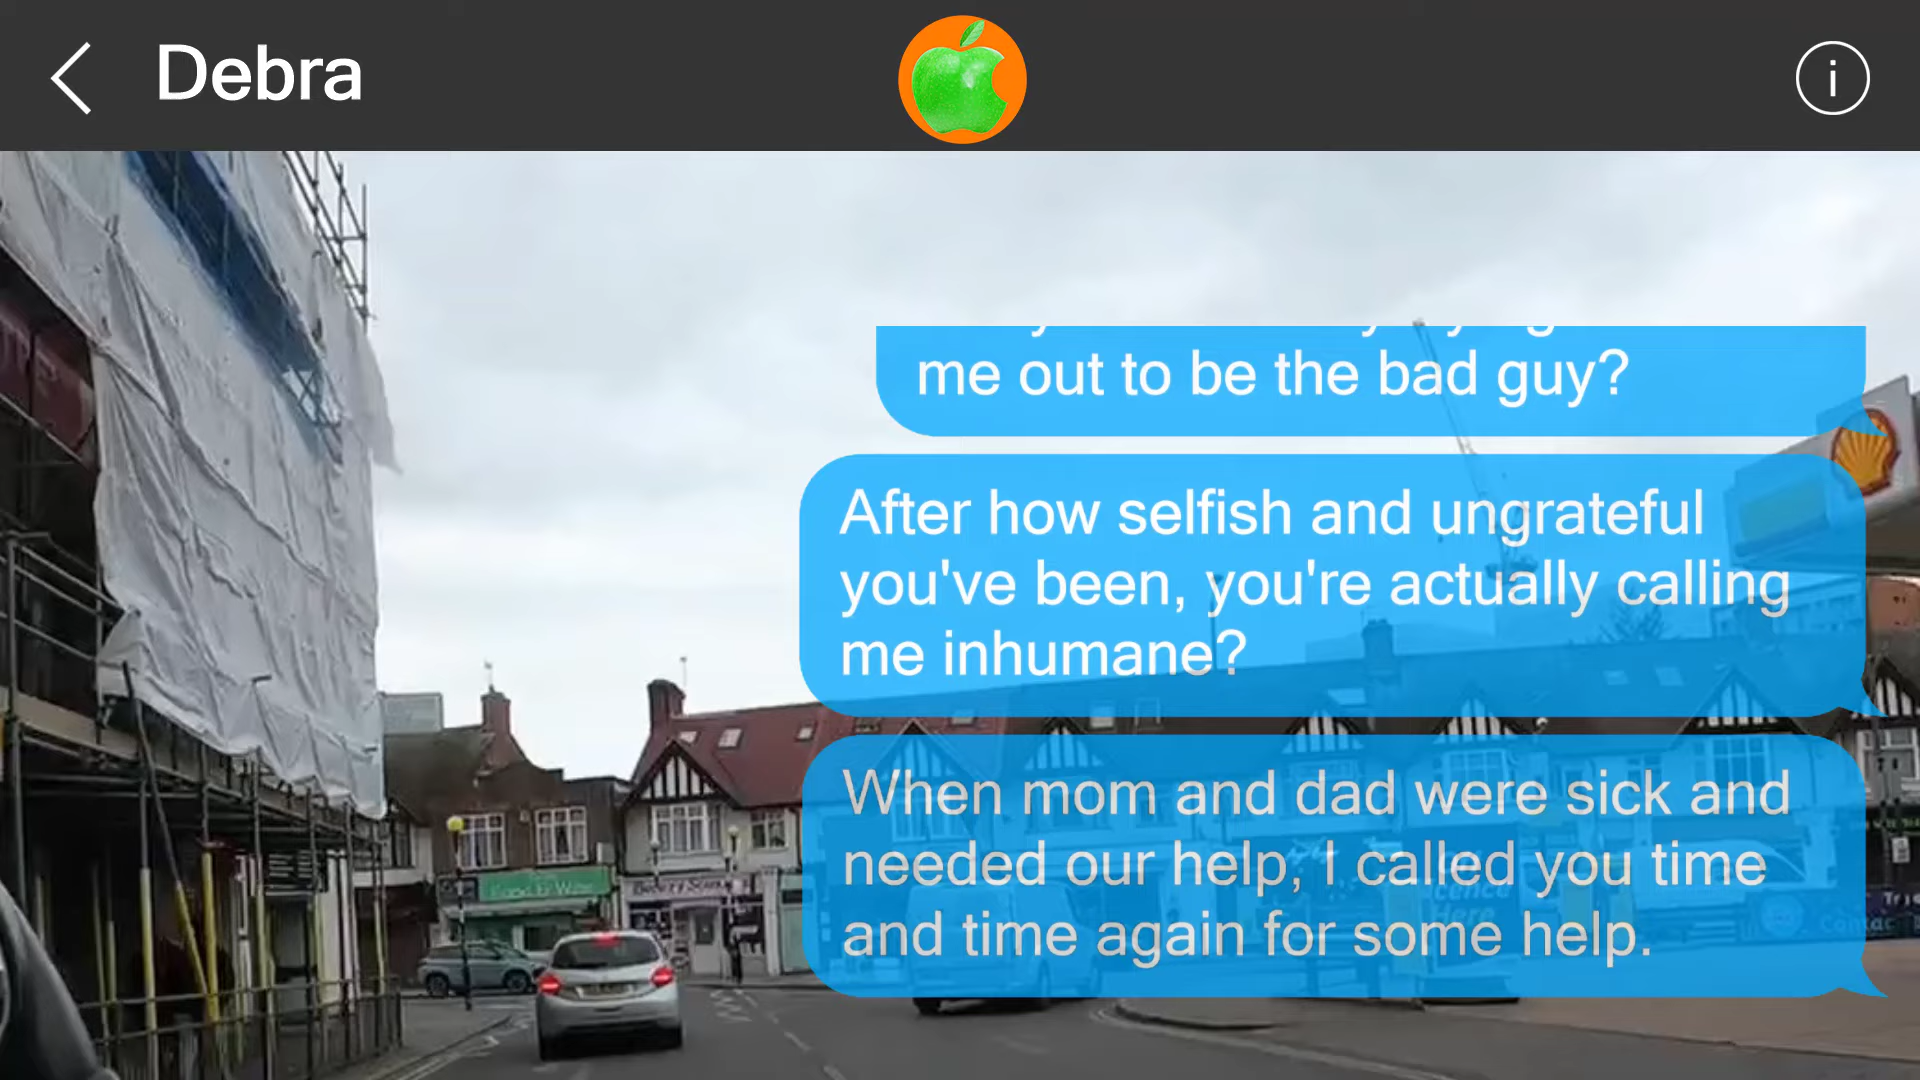 Debra
me out to be the bad guy?
After how selfish and ungrateful
you've been, you're actually calling
me inhumane?
When mom and dad were sick and
needed our help, I called you time
and time again for some help.